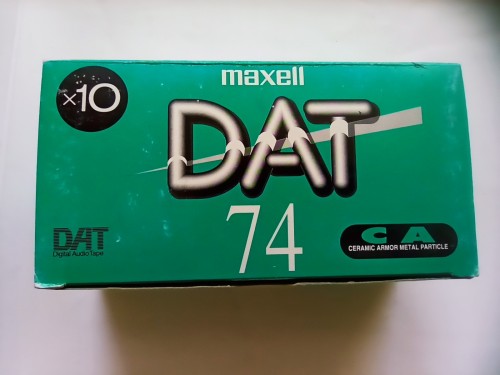 maxell
×10
DAT
74
DAT
Digital Audio Tape
CA
CERAMIC ARMOR METAL PARTICLE